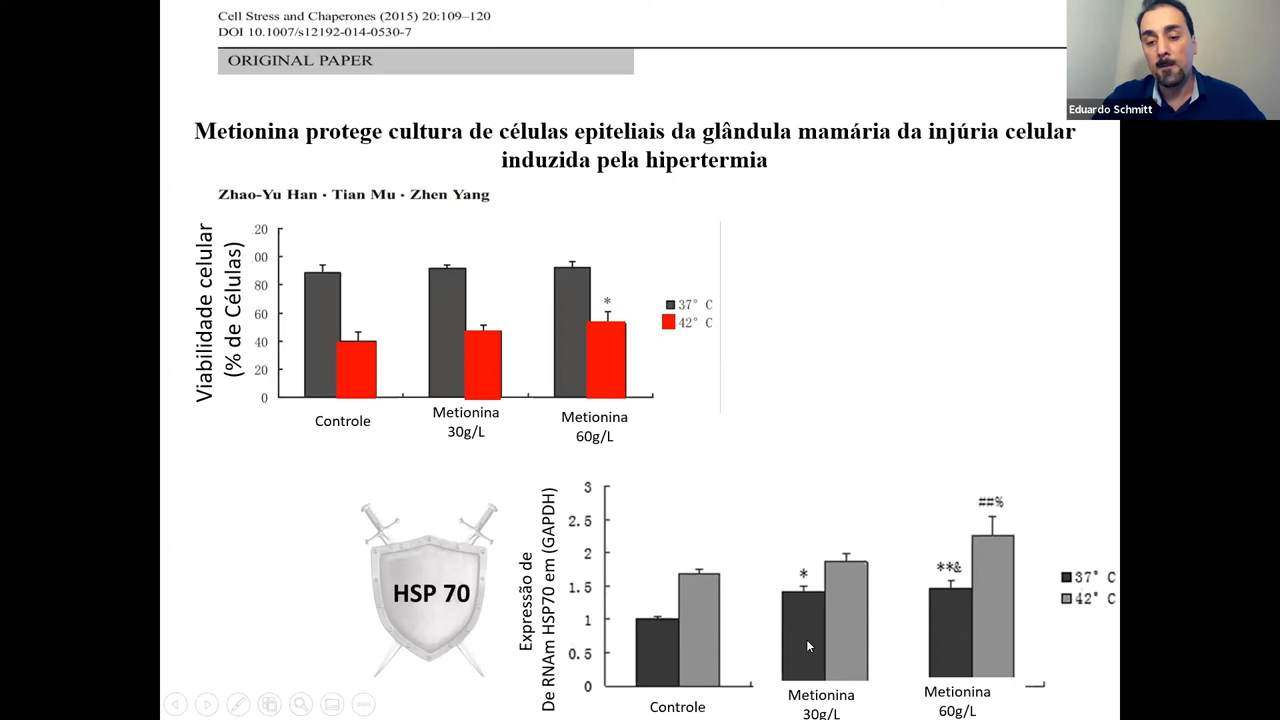 Cell Stress and Chaperones (2015) 20:109–120
DOI 10.1007/s12192-014-0530-7
ORIGINAL PAPER
Eduardo Schmitt
Metionina protege cultura de células epiteliais da glândula mamária da injúria celular
induzida pela hipertermia
Zhao-Yu Han · Tian Mu · Zhen Yang
Viabilidade celular
(% de Células)
20
00
80
60
40
20
0
*
37° C
42° C
Controle
Metionina
30g/L
Metionina
60g/L
HSP 70
Expressão de
De RNAm HSP70 em (GAPDH)
3
2.5
2
1.5
1
0.5
0
*
**&
##%
37° C
42° C
Controle
Metionina
30g/L
Metionina
60g/L